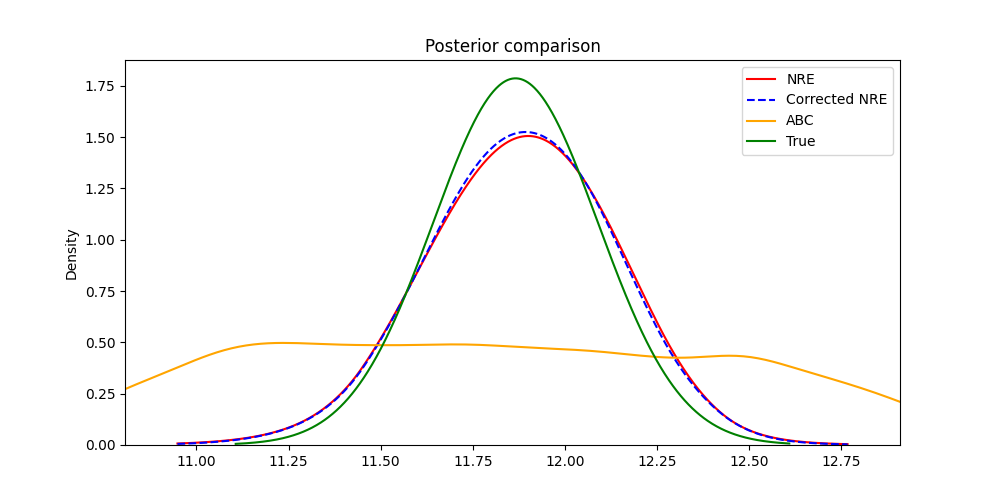 Posterior comparison
NRE
Corrected NRE
ABC
True
Density
1.75
1.50
1.25
1.00
0.75
0.50
0.25
0.00
11.00 11.25 11.50 11.75 12.00 12.25 12.50 12.75